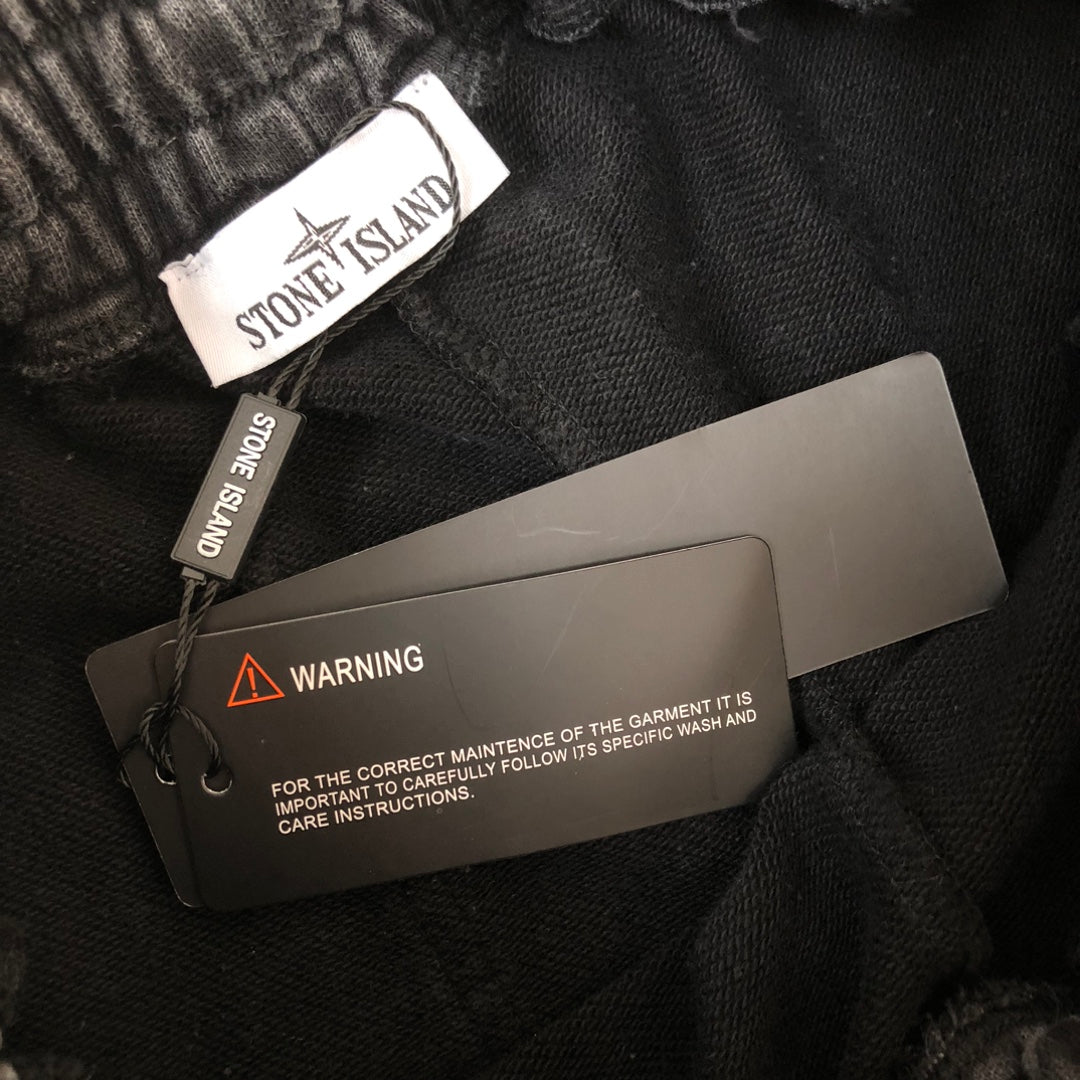 STONE ISLAND
STONE ISLAND
WARNING
FOR THE CORRECT MAINTENCE OF THE GARMENT IT IS
IMPORTANT TO CAREFULLY FOLLOW ITS SPECIFIC WASH AND
CARE INSTRUCTIONS.